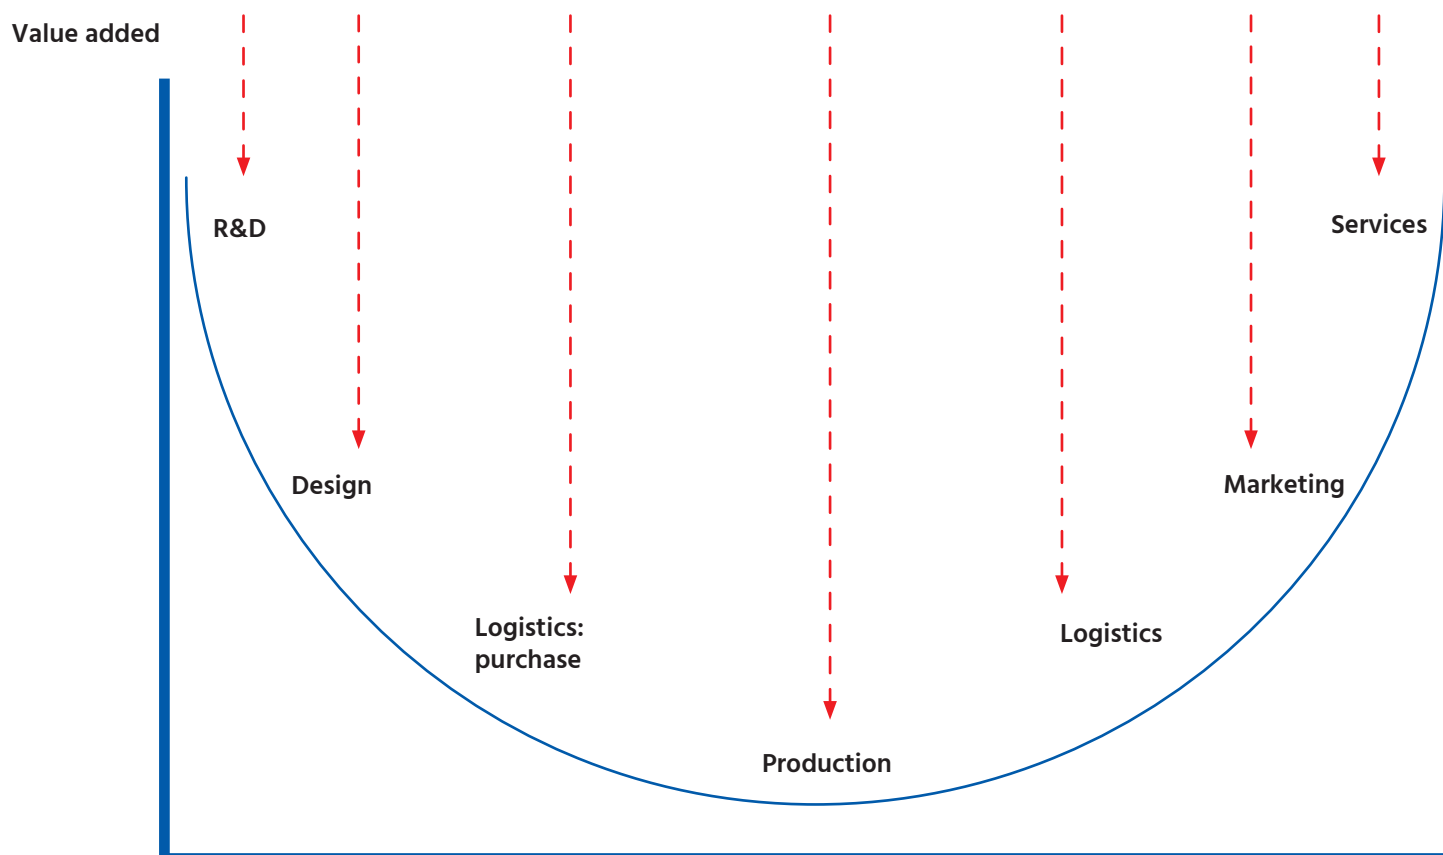 Value added
R&D
Services
Design
Marketing
Logistics:
purchase
Logistics
Production